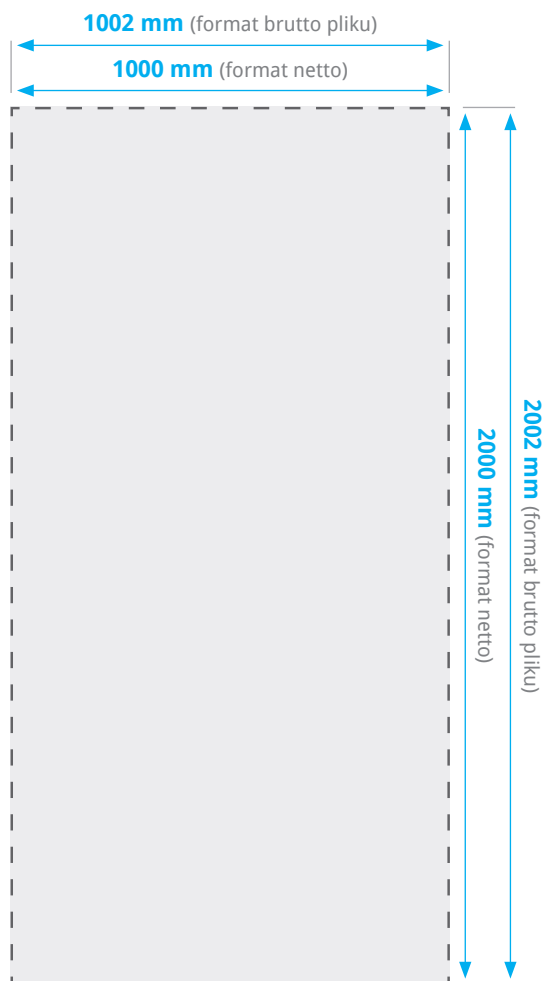 1002 mm (format brutto pliku)
1000 mm (format netto)
2002 mm (format brutto pliku)
2000 mm (format netto)